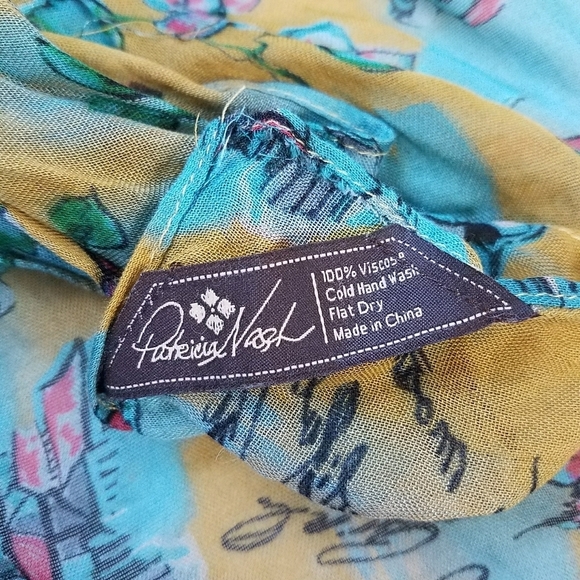 Patricia Nash
100% Viscose
Cold Hand Wash
Flat Dry
Made in China